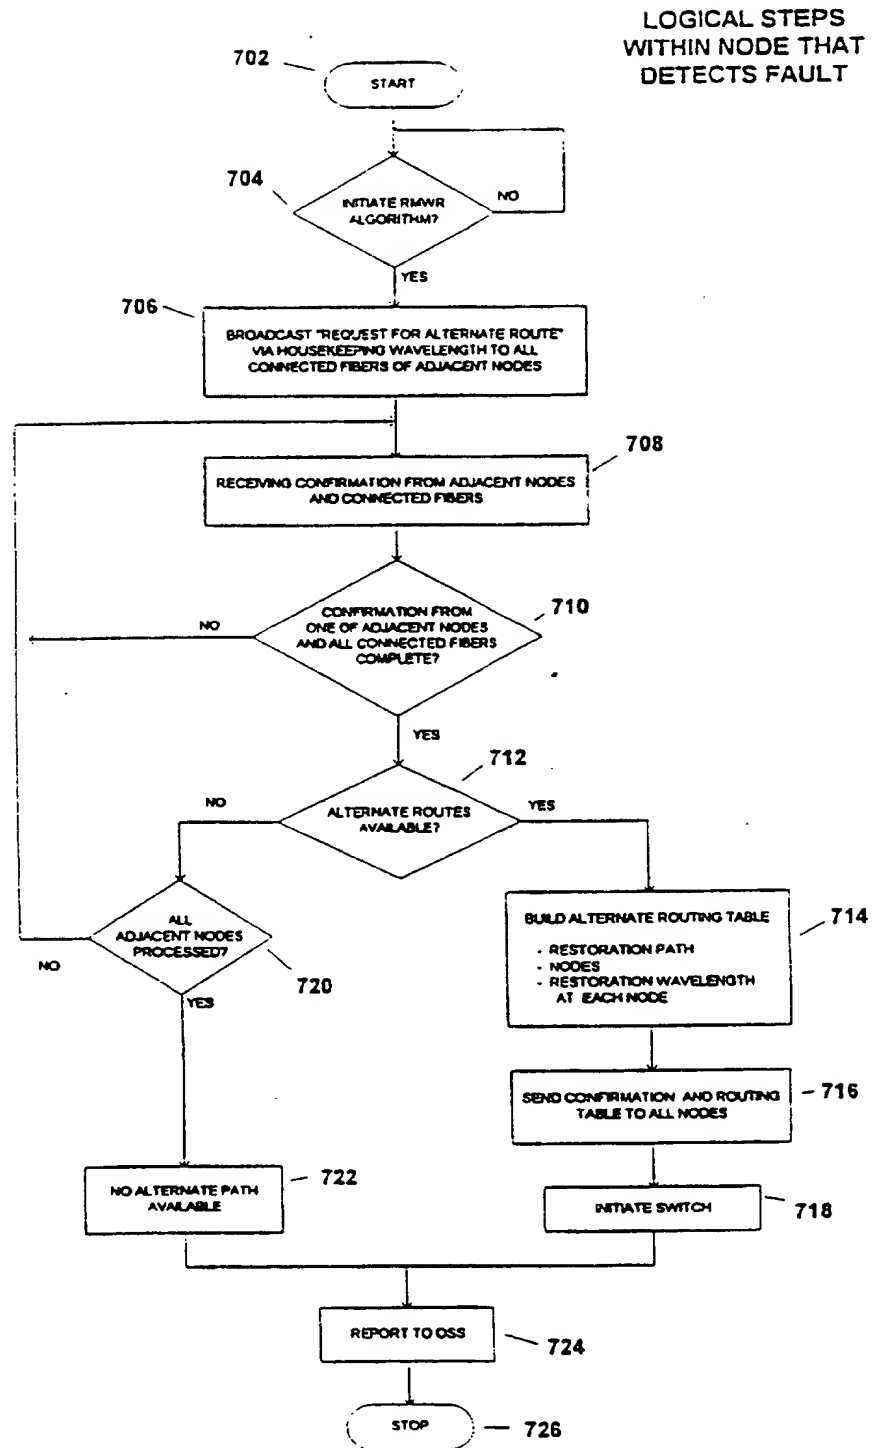 LOGICAL STEPS
WITHIN NODE THAT
DETECTS FAULT
702
START
704
INITIATE RMWR
ALGORITHM?
NO
YES
706
BROADCAST "REQUEST FOR ALTERNATE ROUTE"
VIA HOUSEKEEPING WAVELENGTH TO ALL
CONNECTED FIBERS OF ADJACENT NODES
708
RECEIVING CONFIRMATION FROM ADJACENT NODES
AND CONNECTED FIBERS
710
CONFIRMATION FROM
ONE OF ADJACENT NODES
AND ALL CONNECTED FIBERS
COMPLETE?
NO
YES
712
ALTERNATE ROUTES
AVAILABLE?
NO
YES
714
BUILD ALTERNATE ROUTING TABLE
- RESTORATION PATH
- NODES
- RESTORATION WAVELENGTH
AT EACH NODE
ALL
ADJACENT NODES
PROCESSED?
NO
720
YES
716
SEND CONFIRMATION AND ROUTING
TABLE TO ALL NODES
722
NO ALTERNATE PATH
AVAILABLE
INITIATE SWITCH
718
REPORT TO OSS
724
STOP
726